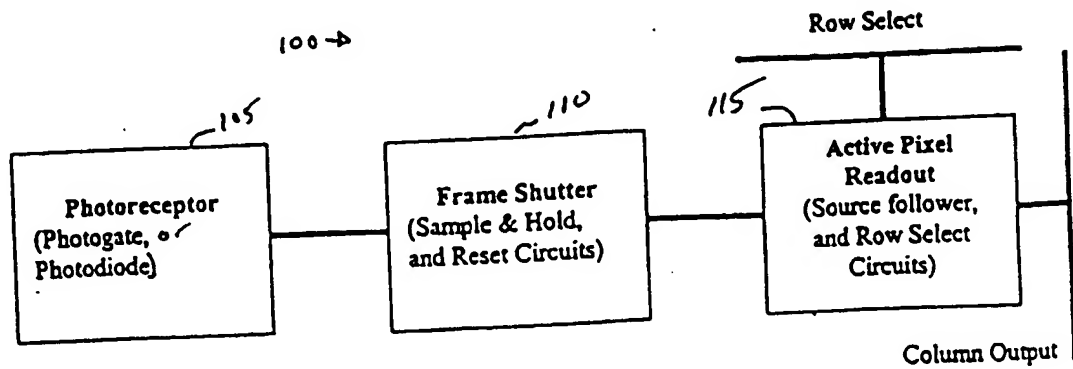 Row Select
100
105
110
115
Photoreceptor
(Photogate, or
Photodiode)
Frame Shutter
(Sample & Hold,
and Reset Circuits)
Active Pixel
Readout
(Source follower,
and Row Select
Circuits)
Column Output